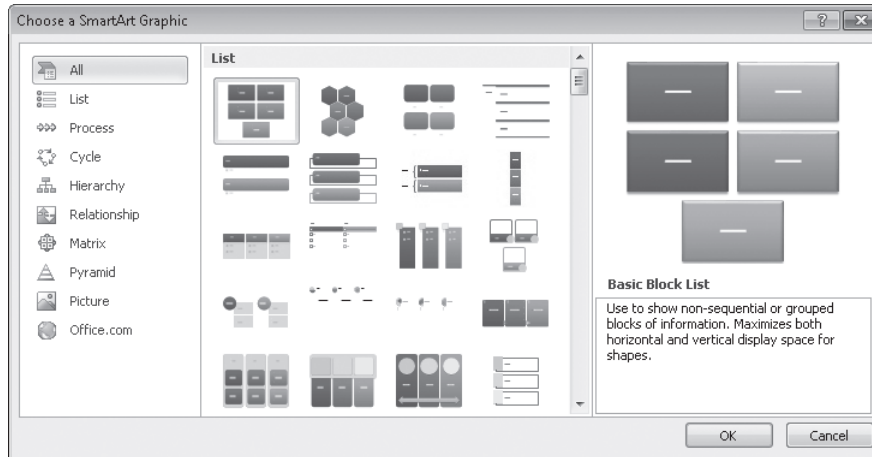 Choose a SmartArt Graphic
All
List
Process
Cycle
Hierarchy
Relationship
Matrix
Pyramid
Picture
Office.com
List
Basic Block List
Use to show non-sequential or grouped
blocks of information. Maximizes both
horizontal and vertical display space for
shapes.
OK
Cancel